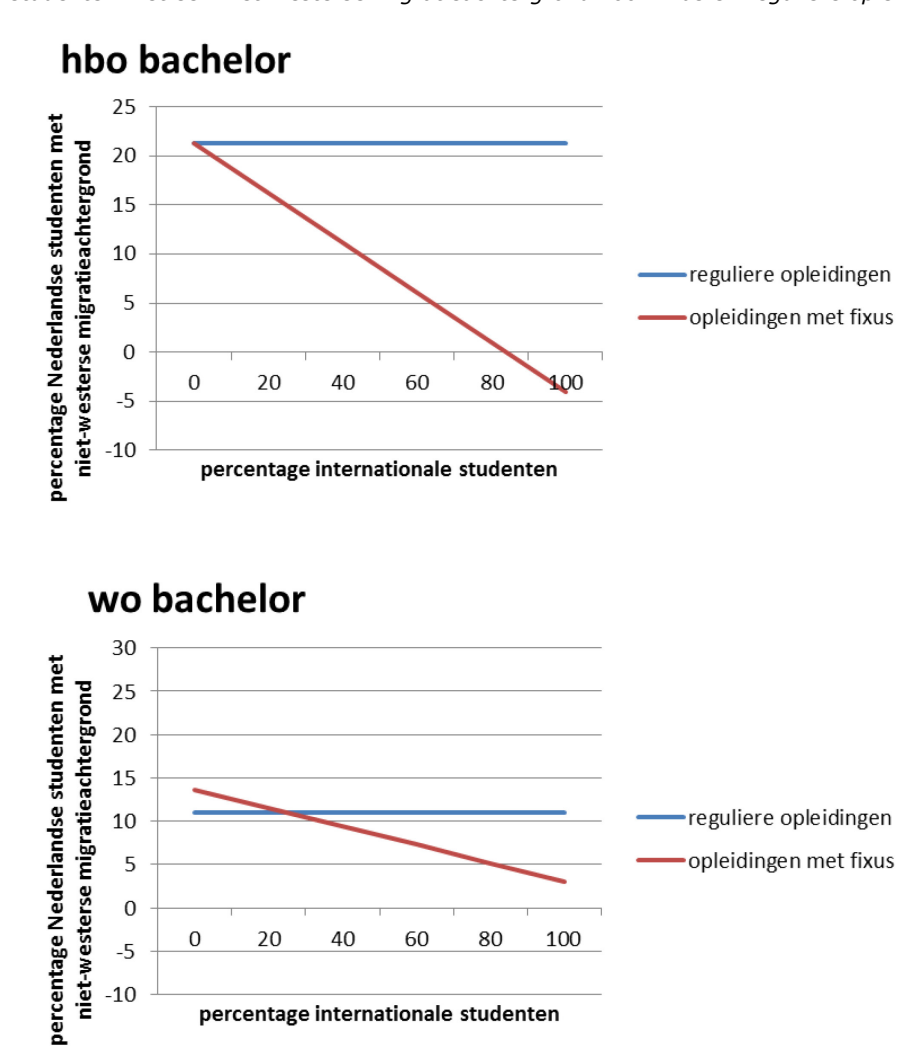 hbo bachelor
percentage Nederlandse studenten met
niet-westerse migratieachtergrond
25
20
15
10
5
0
-5
-10
0 20 40 60 80 100
percentage internationale studenten
reguliere opleidingen
opleidingen met fixus
wo bachelor
percentage Nederlandse studenten met
niet-westerse migratieachtergrond
30
25
20
15
10
5
0
-5
-10
0 20 40 60 80 100
percentage internationale studenten
reguliere opleidingen
opleidingen met fixus